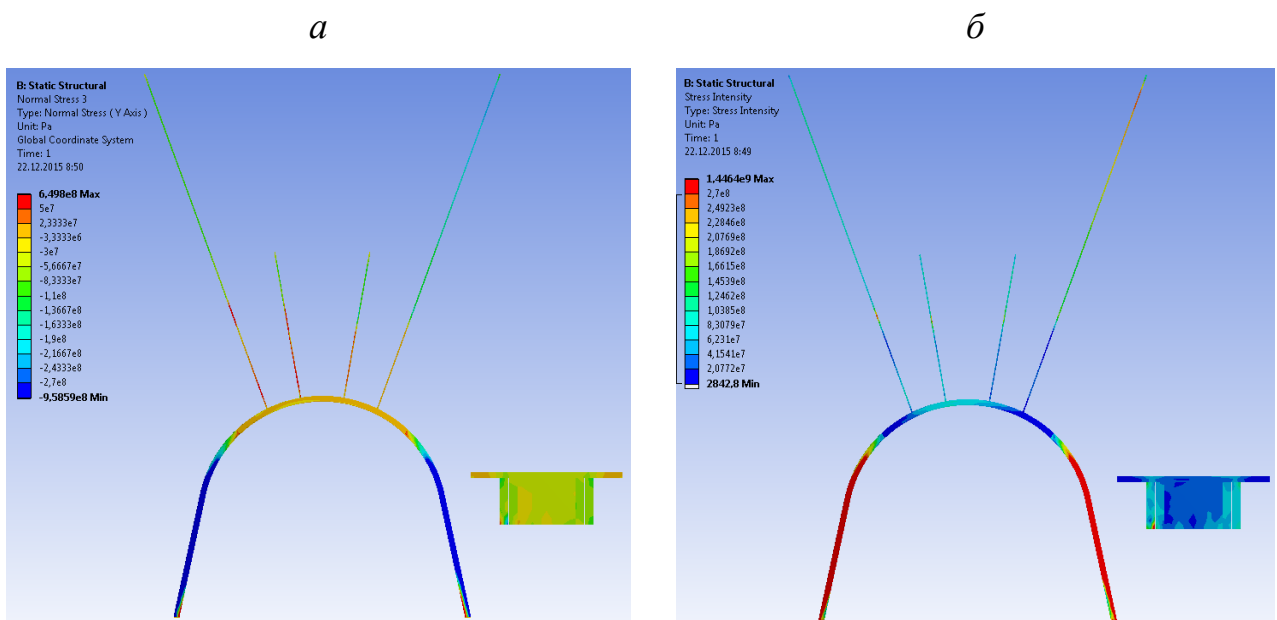 а
б
B: Static Structural
Normal Stress 3
Type: Normal Stress ( Y Axis )
Unit: Pa
Global Coordinate System
Time: 1
22.12.2015 8:50
6,498e8 Max
5e7
2,3333e7
-3,3333e6
-3e7
-5,6667e7
-8,3333e7
-1,1e8
-1,3667e8
-1,6333e8
-1,9e8
-2,1667e8
-2,4333e8
-2,7e8
-9,5859e8 Min
B: Static Structural
Stress Intensity
Type: Stress Intensity
Unit: Pa
Time: 1
22.12.2015 8:49
1,4464e9 Max
2,7e8
2,4923e8
2,2846e8
2,0769e8
1,8692e8
1,6615e8
1,4539e8
1,2462e8
1,0385e8
8,3079e7
6,231e7
4,1541e7
2,0772e7
2842,8 Min